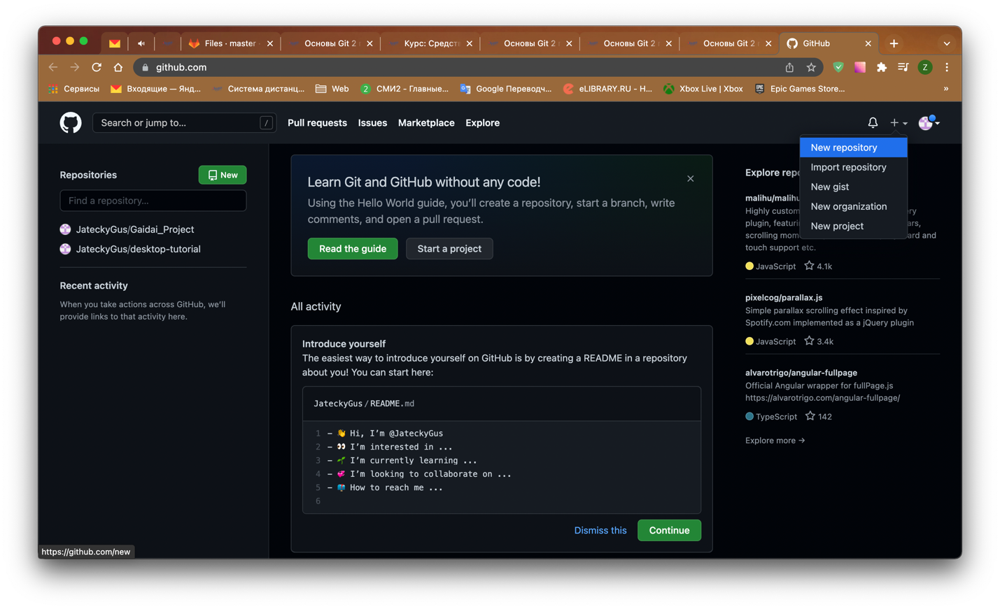 Files · master
Основы Git 2
Курс: Средств
Основы Git 2
Основы Git 2
Основы Git 2
GitHub
github.com
Z
Сервисы
Входящие — Янд...
Система дистанц...
Web
2
СМИ2 - Главные...
Google Переводч...
eLIBRARY.RU - Н...
Xbox Live | Xbox
Epic Games Store...
»
Search or jump to...
/
Pull requests
Issues
Marketplace
Explore
New repository
Import repository
New gist
New organization
New project
Repositories
New
Find a repository...
JateckyGus/Gaidai_Project
JateckyGus/desktop-tutorial
Recent activity
When you take actions across GitHub, we’ll
provide links to that activity here.
Learn Git and GitHub without any code!
Using the Hello World guide, you’ll create a repository, start a branch, write
comments, and open a pull request.
Read the guide
Start a project
All activity
Introduce yourself
The easiest way to introduce yourself on GitHub is by creating a README in a repository
about you! You can start here:
JateckyGus/README.md
1 - 👋 Hi, I’m @JateckyGus
2 - 👀 I’m interested in ...
3 - 🌱 I’m currently learning ...
4 - 💞️ I’m looking to collaborate on ...
5 - 📫 How to reach me ...
6
Dismiss this
Continue
Explore repo
malihu/malihu
Highly custom
ry
plugin, featuri
ars,
scrolling mom
ard and
touch support etc.
JavaScript
4.1k
pixelcog/parallax.js
Simple parallax scrolling effect inspired by
Spotify.com implemented as a jQuery plugin
JavaScript
3.4k
alvarotrigo/angular-fullpage
Official Angular wrapper for fullPage.js
https://alvarotrigo.com/angular-fullpage/
TypeScript
142
Explore more →
https://github.com/new